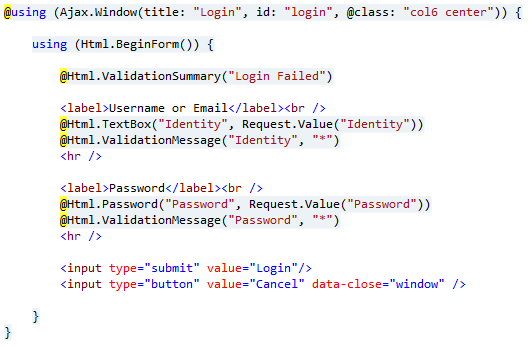 @using (Ajax.Window(title: "Login", id: "login", @class: "col6 center")) {
using (Html.BeginForm()) {
@Html.ValidationSummary("Login Failed")
<label>Username or Email</label><br />
@Html.TextBox("Identity", Request.Value("Identity"))
@Html.ValidationMessage("Identity", "*")
<hr />
<label>Password</label><br />
@Html.Password("Password", Request.Value("Password"))
@Html.ValidationMessage("Password", "*")
<hr />
<input type="submit" value="Login"/>
<input type="button" value="Cancel" data-close="window" />
}
}